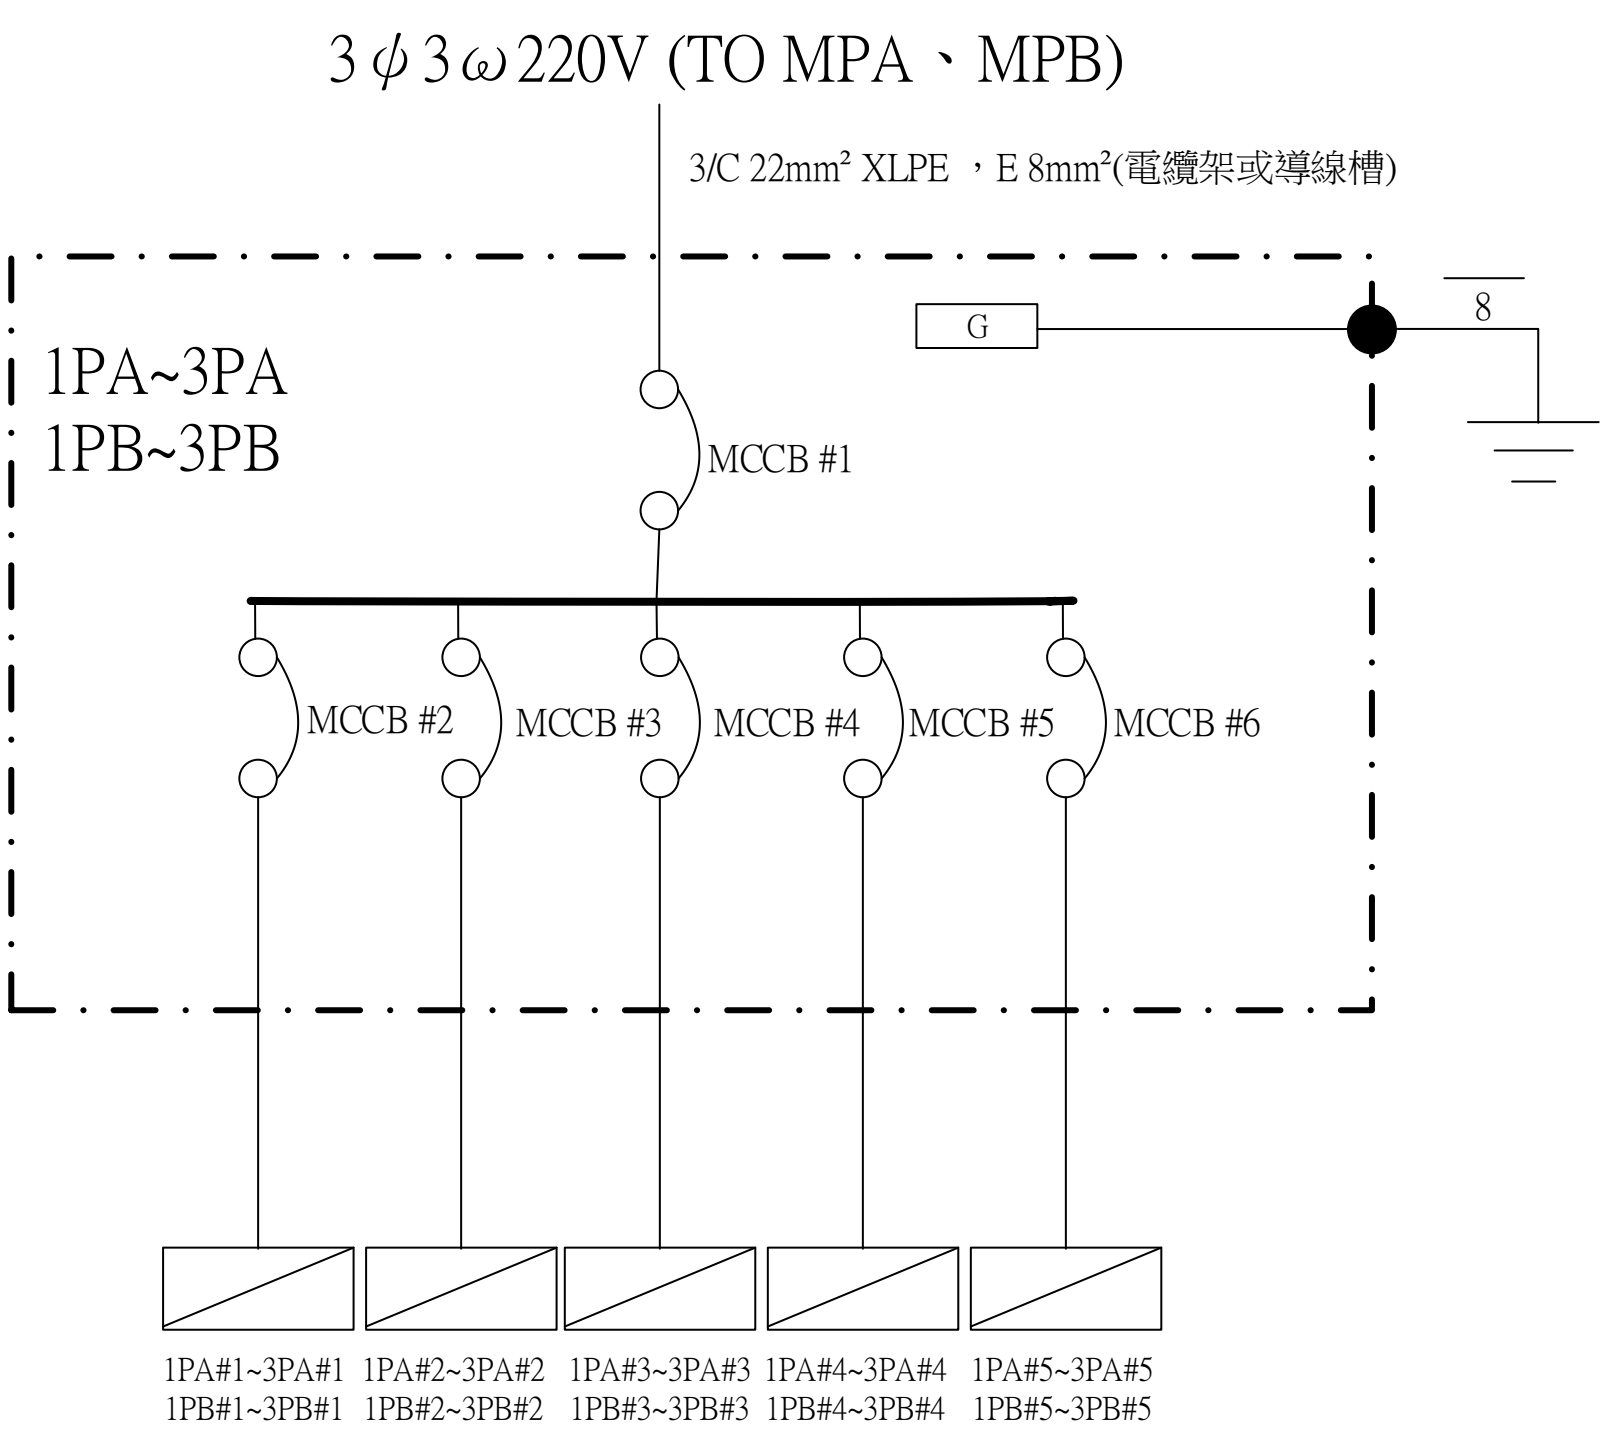 3ψ3ω220V (TO MPA、MPB)
3/C 22mm² XLPE ，E 8mm²(電纜架或導線槽)
8
G
1PA~3PA
1PB~3PB
MCCB #1
MCCB #2
MCCB #3
MCCB #4
MCCB #5
MCCB #6
1PA#1~3PA#1
1PB#1~3PB#1
1PA#2~3PA#2
1PB#2~3PB#2
1PA#3~3PA#3
1PB#3~3PB#3
1PA#4~3PA#4
1PB#4~3PB#4
1PA#5~3PA#5
1PB#5~3PB#5